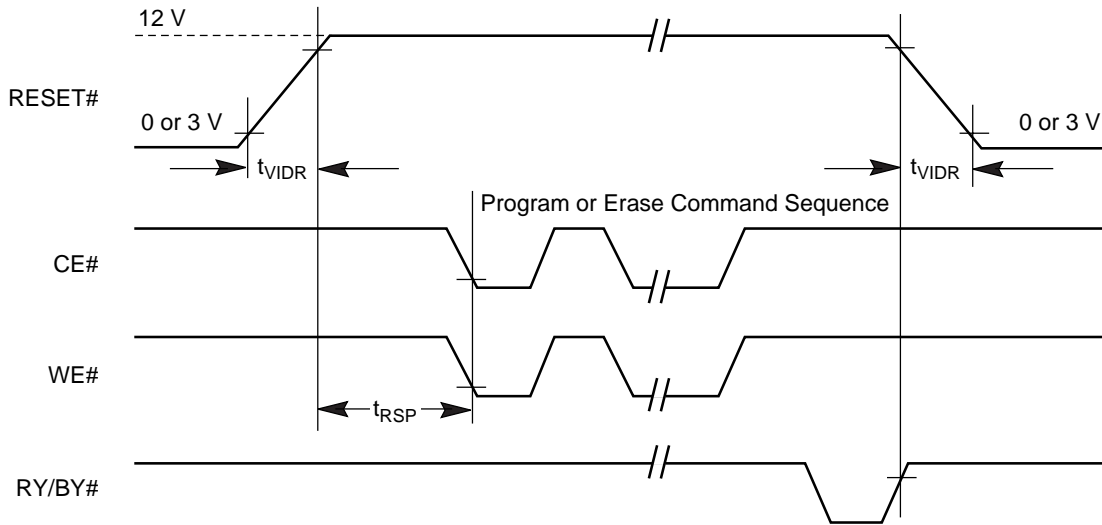 12 V
RESET#
0 or 3 V
0 or 3 V
tVIDR
tVIDR
Program or Erase Command Sequence
CE#
WE#
tRSP
RY/BY#